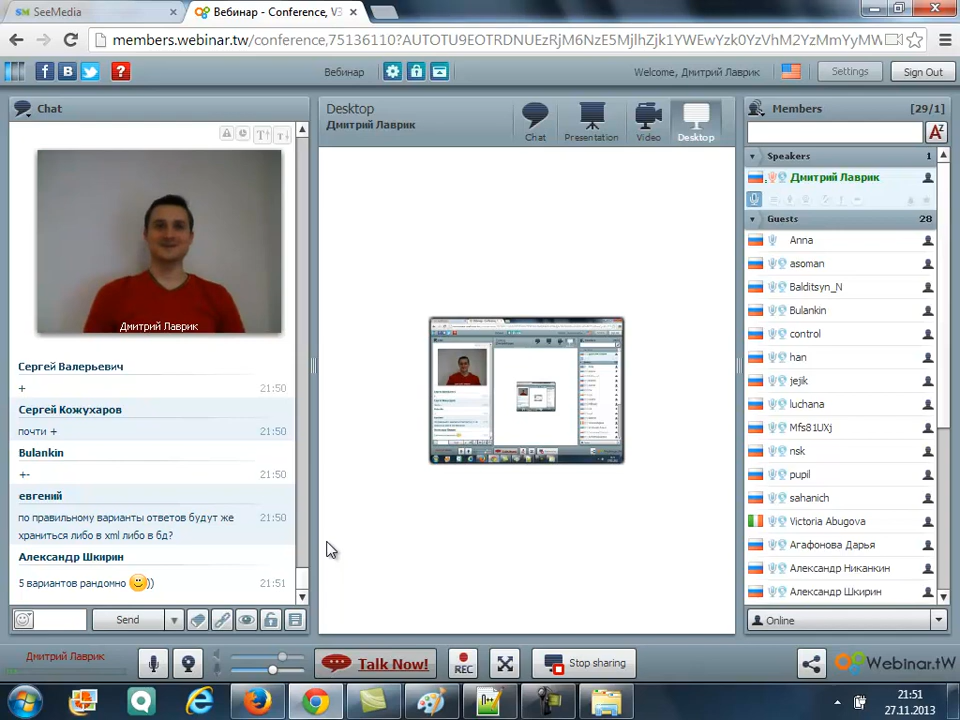 SeeMedia
Вебинар - Conference, V3
members.webinar.tw/conference,75136110?AUTOTU9EOTRDNUEzRjM6NzE5MjlhZjk1YWEwYzk0YzVhM2YzMmYyMW
Вебинар
Welcome, Дмитрий Лаврик
Settings
Sign Out
Chat
Дмитрий Лаврик
Сергей Валерьевич
+ 21:50
Сергей Кожухаров
почти + 21:50
Bulankin
+- 21:50
евгений
по правильному варианты ответов будут же 21:50
храниться либо в xml либо в бд?
Александр Шкирин
5 вариантов рандомно )) 21:51
Send
Desktop
Дмитрий Лаврик
Chat
Presentation
Video
Desktop
Members [29/1]
Speakers 1
Дмитрий Лаврик
Guests 28
Anna
asoman
Balditsyn_N
Bulankin
control
han
jejik
luchana
Mfs81UXj
nsk
pupil
sahanich
Victoria Abugova
Агафонова Дарья
Александр Никанкин
Александр Шкирин
Online
Дмитрий Лаврик
Talk Now!
REC
Stop sharing
Webinar.tW
21:51
27.11.2013